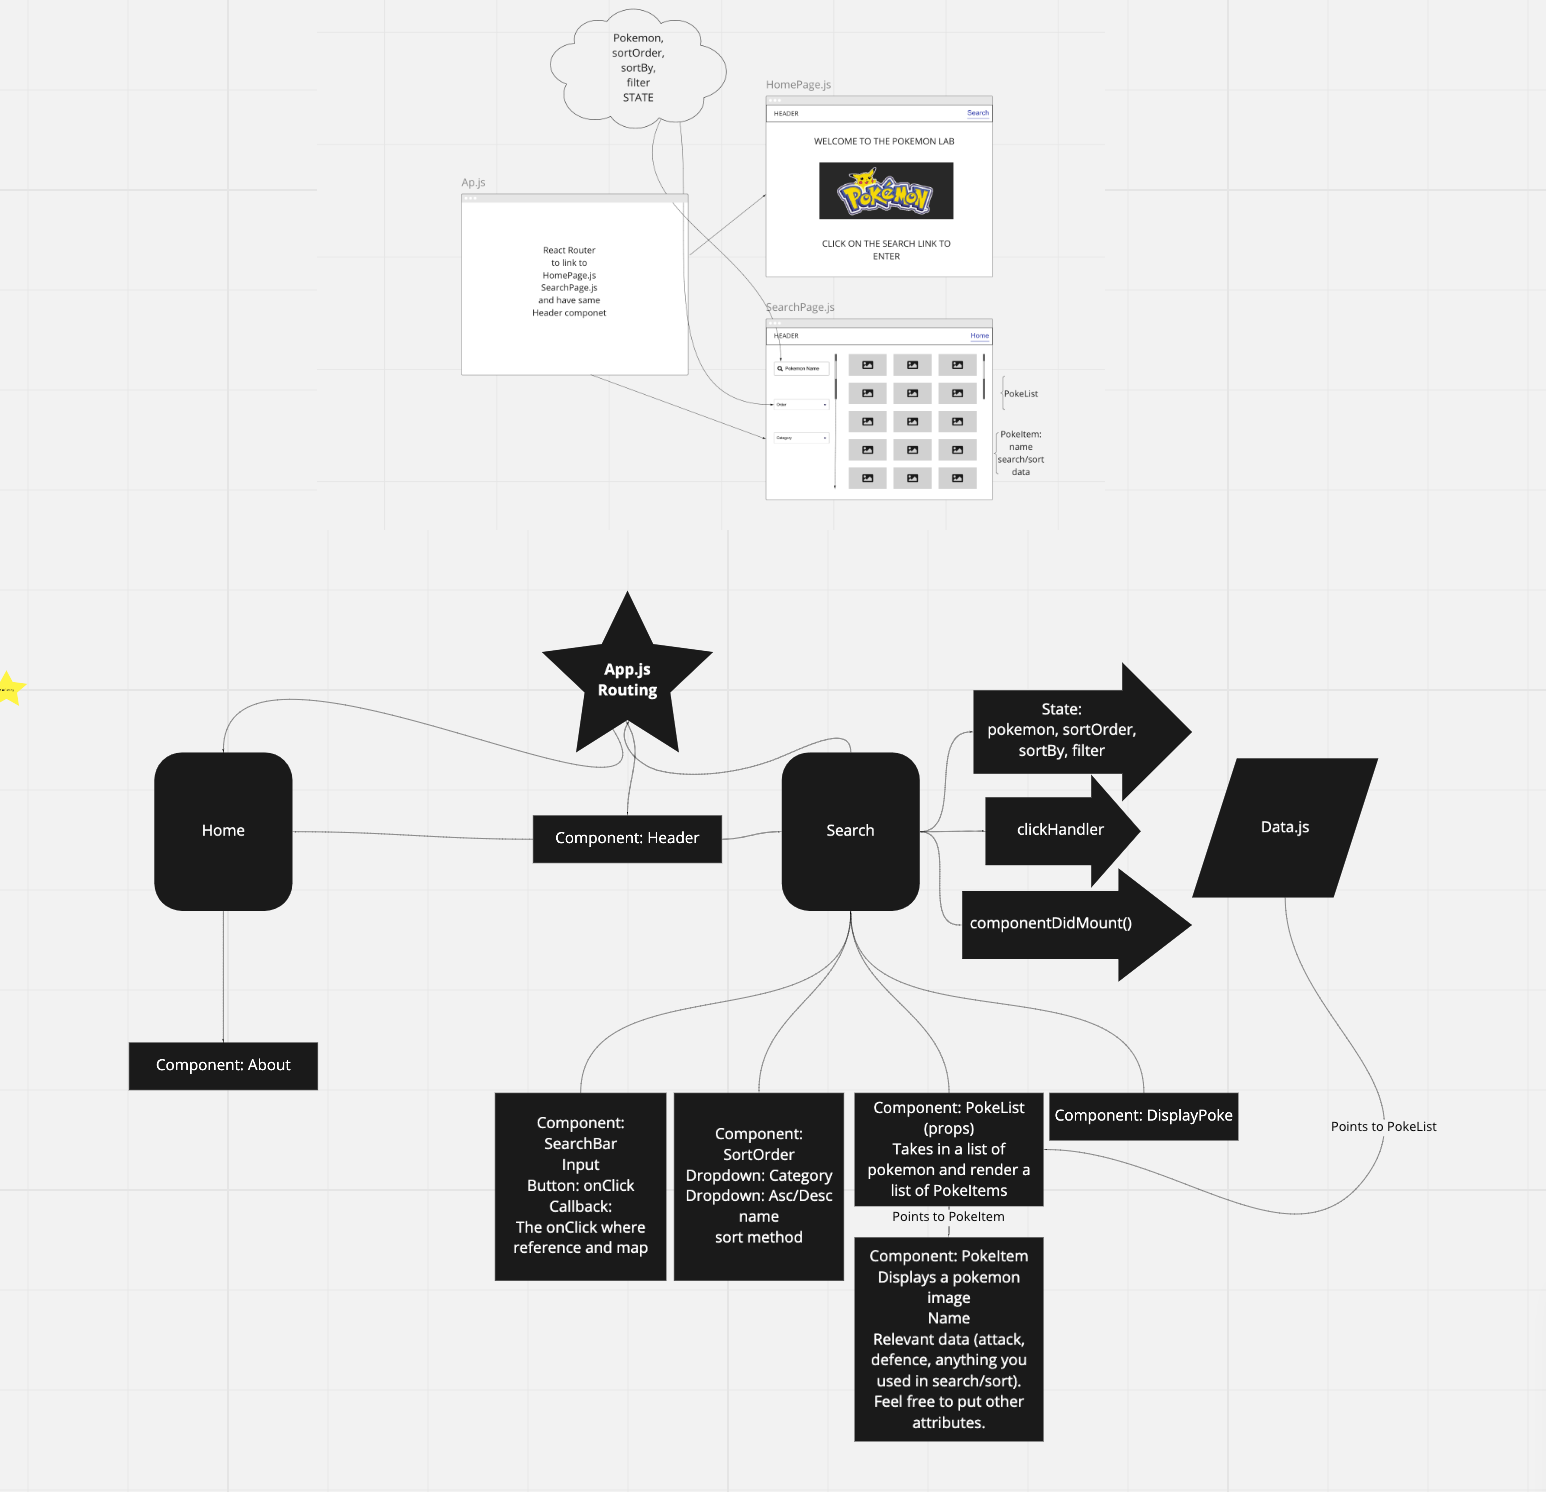 Pokemon,
sortOrder,
sortBy,
filter
STATE
HomePage.js
HEADER
Search
WELCOME TO THE POKEMON LAB
POKéMON
CLICK ON THE SEARCH LINK TO
ENTER
Ap.js
React Router
to link to
HomePage.js
SearchPage.js
and have same
Header componet
SearchPage.js
HEADER
Home
Pokemon Name
Order
Category
PokeList
PokeItem:
name
search/sort
data
App.js
Routing
State:
pokemon, sortOrder,
sortBy, filter
Home
Component: Header
Search
clickHandler
Data.js
componentDidMount()
Component: About
Component:
SearchBar
Input
Button: onClick
Callback:
The onClick where
reference and map
Component:
SortOrder
Dropdown: Category
Dropdown: Asc/Desc
name
sort method
Component: PokeList
(props)
Takes in a list of
pokemon and render a
list of PokeItems
Component: DisplayPoke
Points to PokeList
Points to PokeItem
Component: PokeItem
Displays a pokemon
image
Name
Relevant data (attack,
defence, anything you
used in search/sort).
Feel free to put other
attributes.